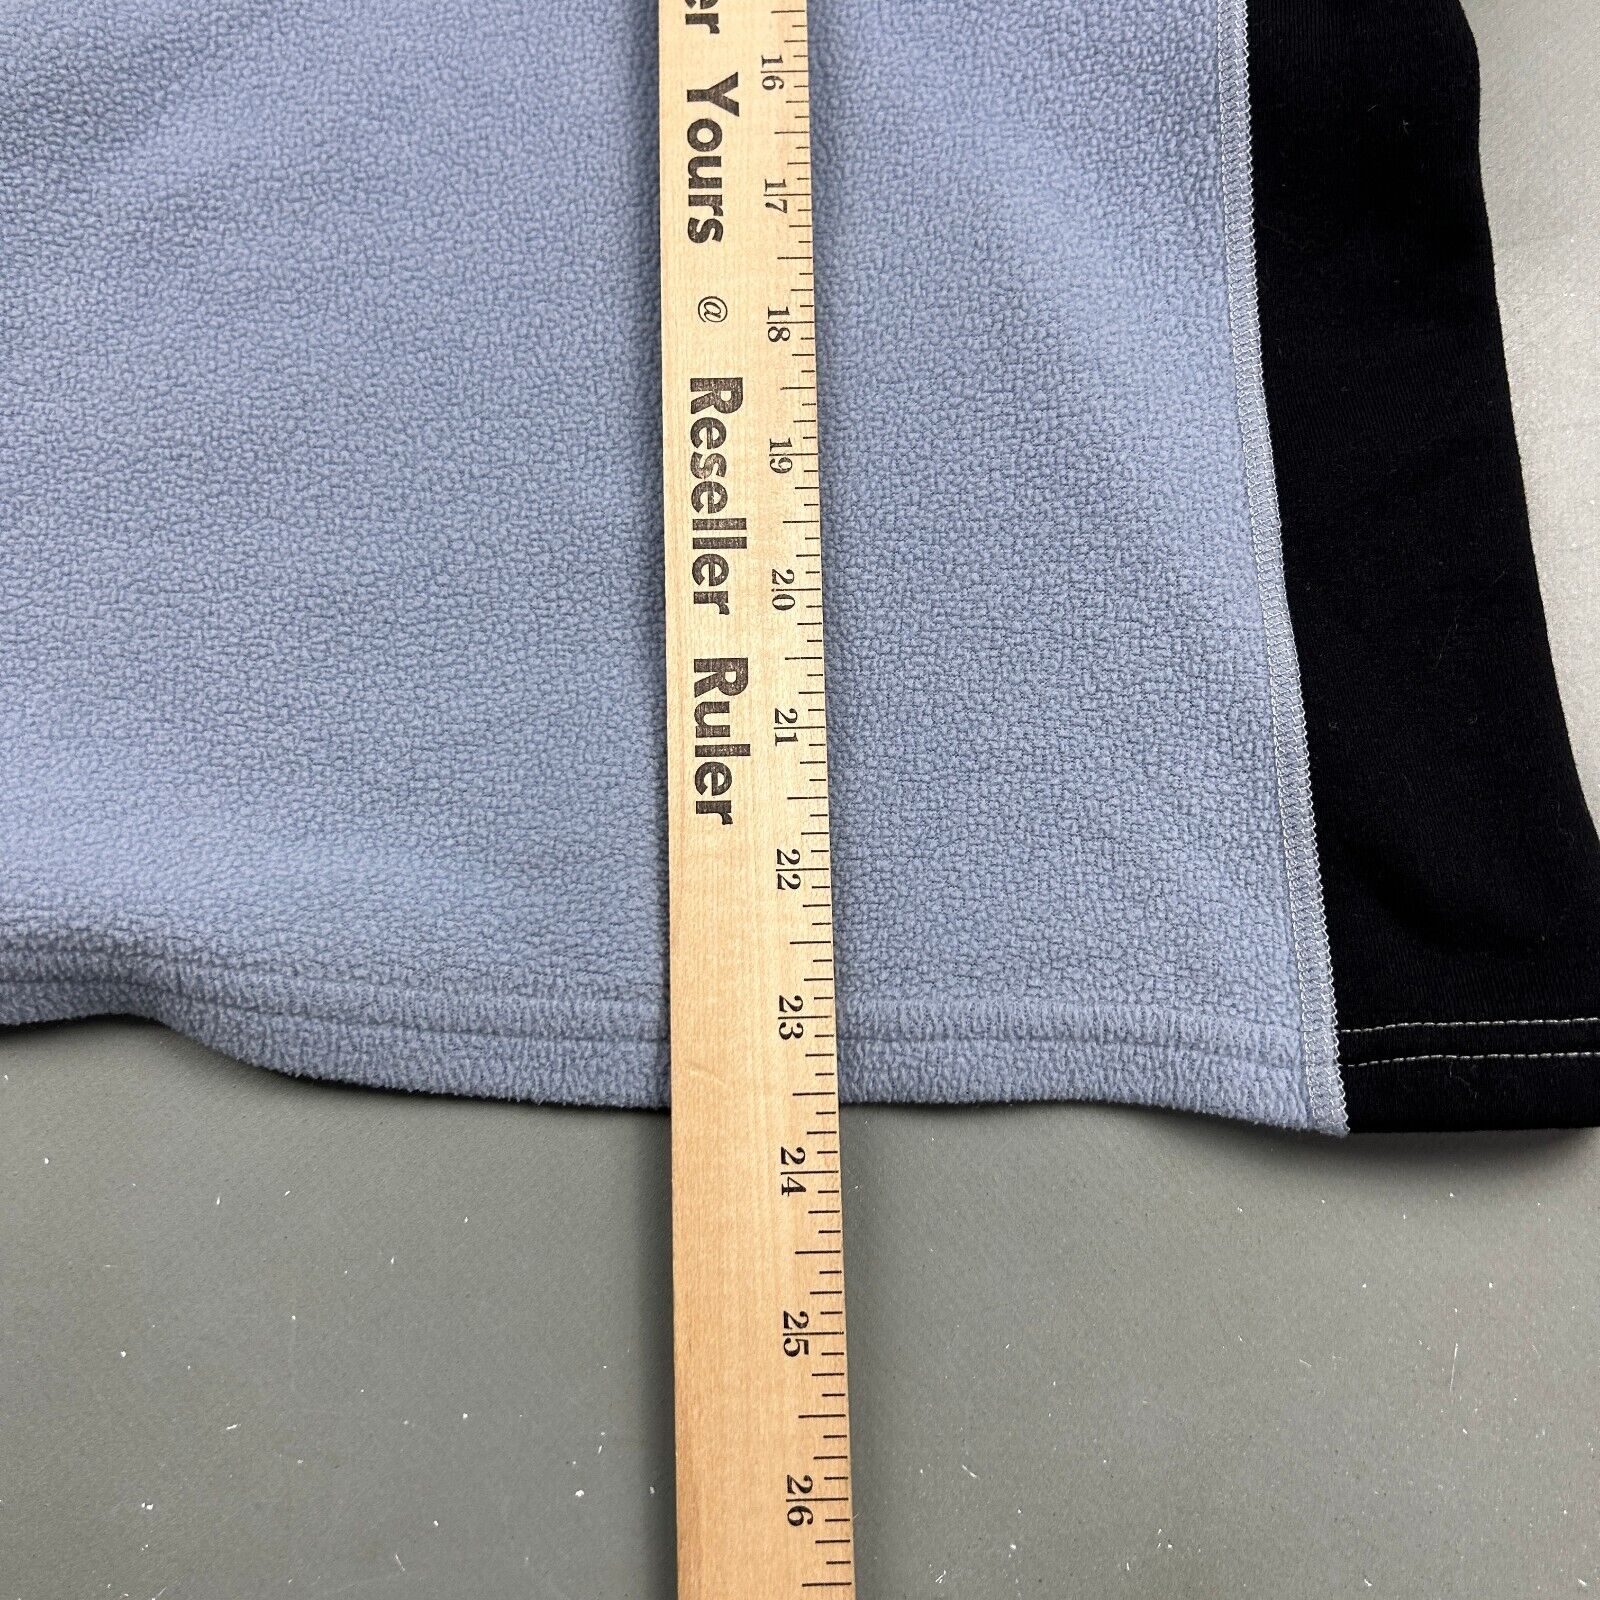 er Yours @ Reseller Ruler
16 17 18 19 20 21 22 23 24 25 26